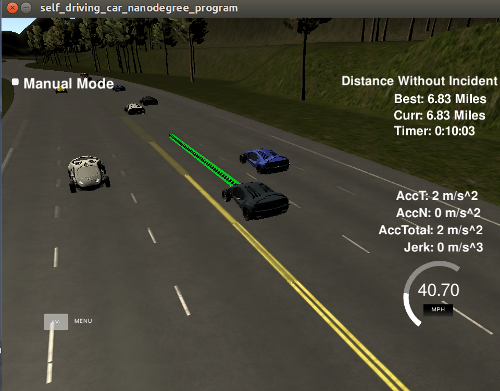 self_driving_car_nanodegree_program
Manual Mode
Distance Without Incident
Best: 6.83 Miles
Curr: 6.83 Miles
Timer: 0:10:03
AccT: 2 m/s^2
AccN: 0 m/s^2
AccTotal: 2 m/s^2
Jerk: 0 m/s^3
40.70
MPH
MENU